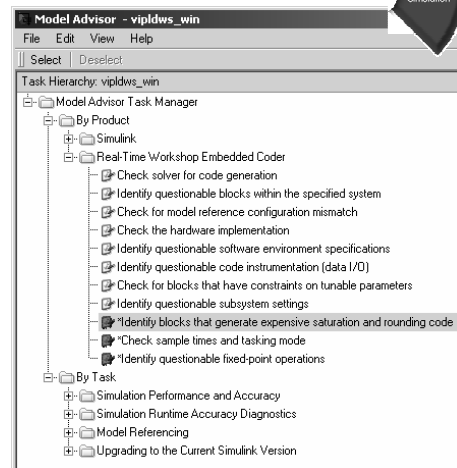 Simulation
Model Advisor - vipldws_win
File Edit View Help
Select Deselect
Task Hierarchy: vipldws_win
Model Advisor Task Manager
By Product
Simulink
Real-Time Workshop Embedded Coder
Check solver for code generation
Identify questionable blocks within the specified system
Check for model reference configuration mismatch
Check the hardware implementation
Identify questionable software environment specifications
Identify questionable code instrumentation (data I/O)
Check for blocks that have constraints on tunable parameters
Identify questionable subsystem settings
*Identify blocks that generate expensive saturation and rounding code
*Check sample times and tasking mode
*Identify questionable fixed-point operations
By Task
Simulation Performance and Accuracy
Simulation Runtime Accuracy Diagnostics
Model Referencing
Upgrading to the Current Simulink Version